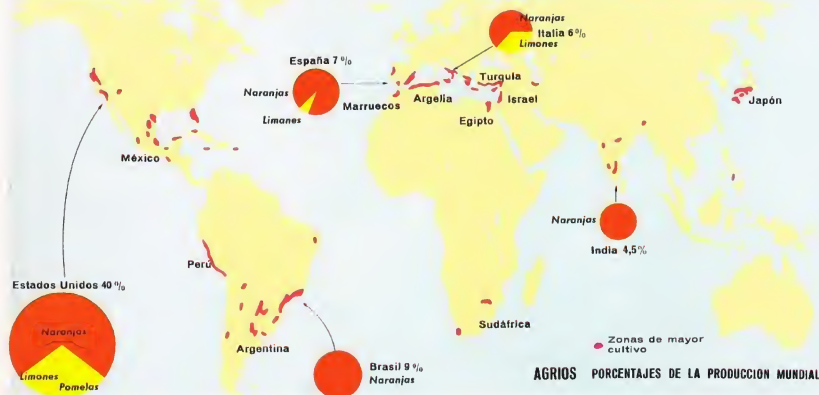 Naranjas
Italia 6%
Limones
España 7%
Naranjas
Limones
Marruecos
Argelia
Turquía
Israel
Egipto
Japón
México
Naranjas
India 4,5%
Perú
Estados Unidos 40%
Naranjas
Limones
Pomelas
Argentina
Brasil 9%
Naranjas
Sudáfrica
Zonas de mayor
cultivo
AGRIOS PORCENTAJES DE LA PRODUCCION MUNDIAL